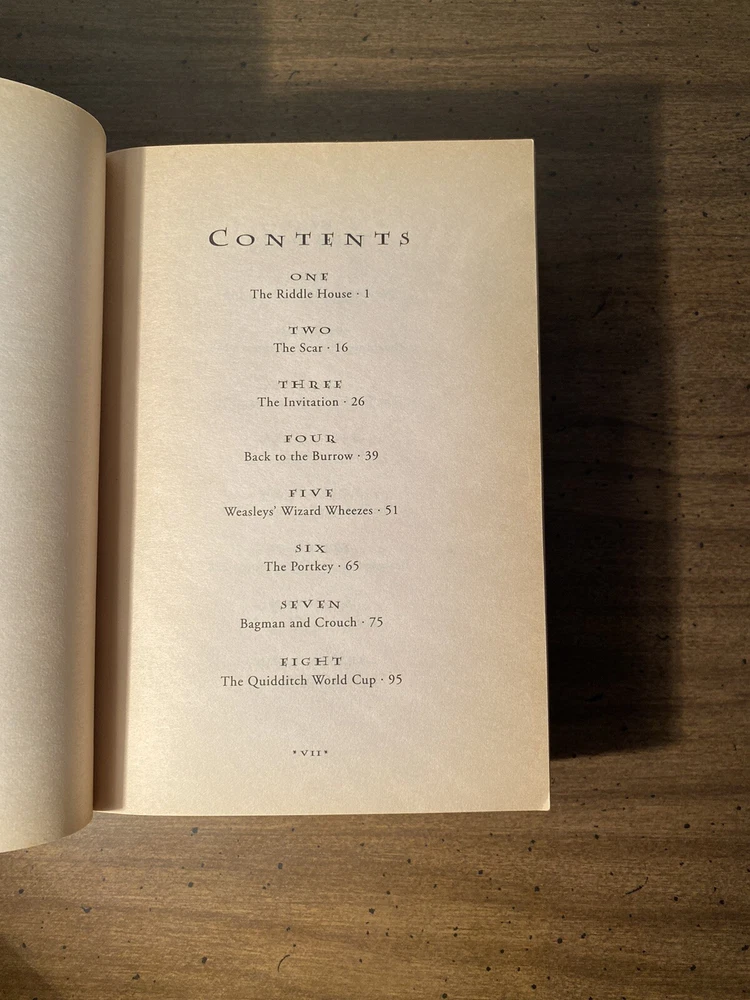 CONTENTS
ONE
The Riddle House · 1
TWO
The Scar · 16
THREE
The Invitation · 26
FOUR
Back to the Burrow · 39
FIVE
Weasleys’ Wizard Wheezes · 51
SIX
The Portkey · 65
SEVEN
Bagman and Crouch · 75
EIGHT
The Quidditch World Cup · 95
* VII *